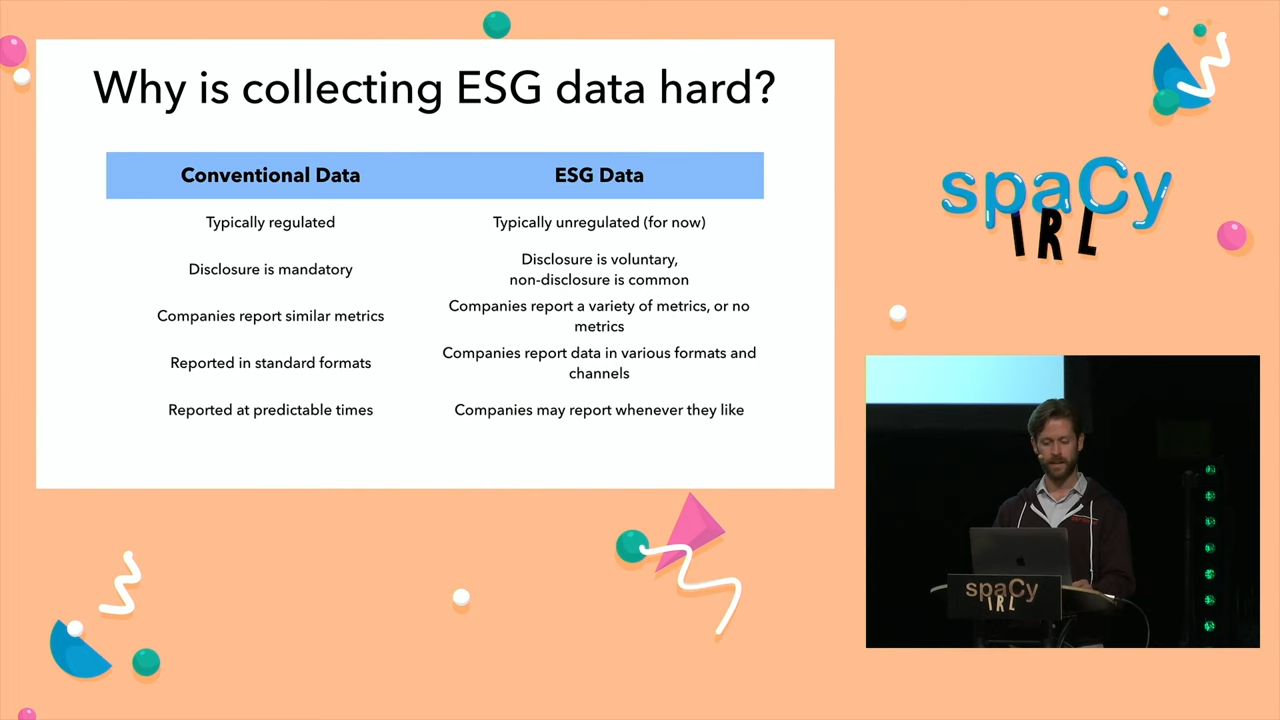 Why is collecting ESG data hard?
Conventional Data
ESG Data
Typically regulated
Typically unregulated (for now)
Disclosure is mandatory
Disclosure is voluntary,
non-disclosure is common
Companies report similar metrics
Companies report a variety of metrics, or no
metrics
Reported in standard formats
Companies report data in various formats and
channels
Reported at predictable times
Companies may report whenever they like
spaCy
IRL
spaCy
IRL